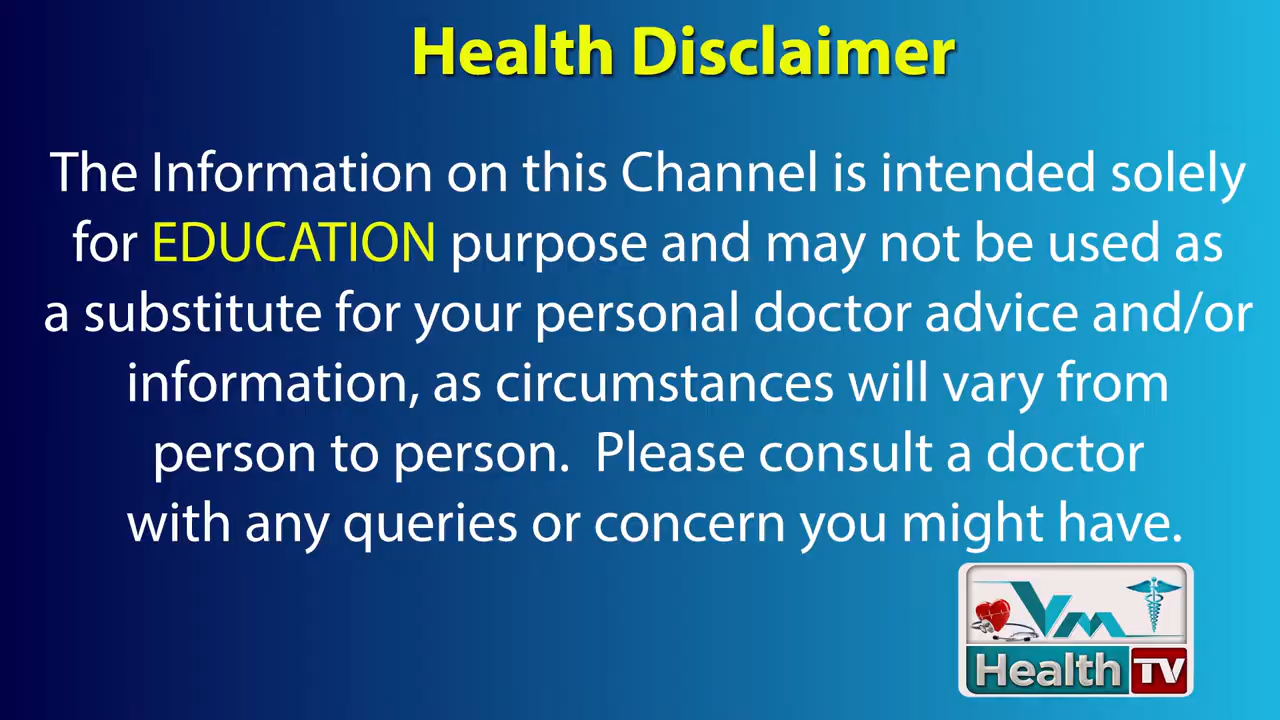 Health Disclaimer
The Information on this Channel is intended solely
for EDUCATION purpose and may not be used as
a substitute for your personal doctor advice and/or
information, as circumstances will vary from
person to person.  Please consult a doctor
with any queries or concern you might have.
Vm
Health TV